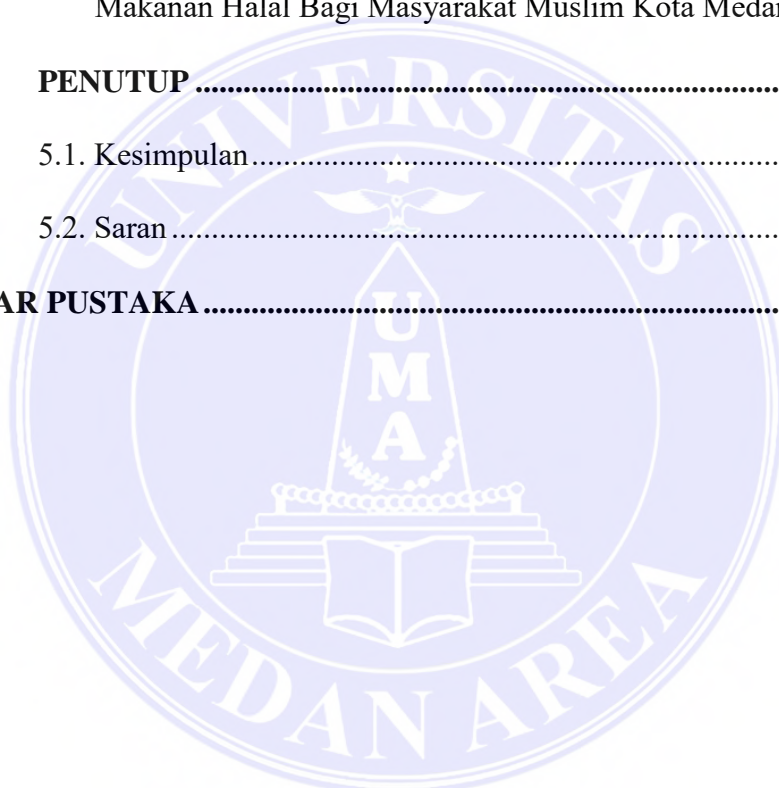 Makanan Halal Bagi Masyarakat Muslim Kota Medan
PENUTUP ........................................................................
5.1. Kesimpulan ........................................................................
5.2. Saran ........................................................................
AR PUSTAKA ........................................................................
UNIVERSITAS
UMA
MEDAN AREA